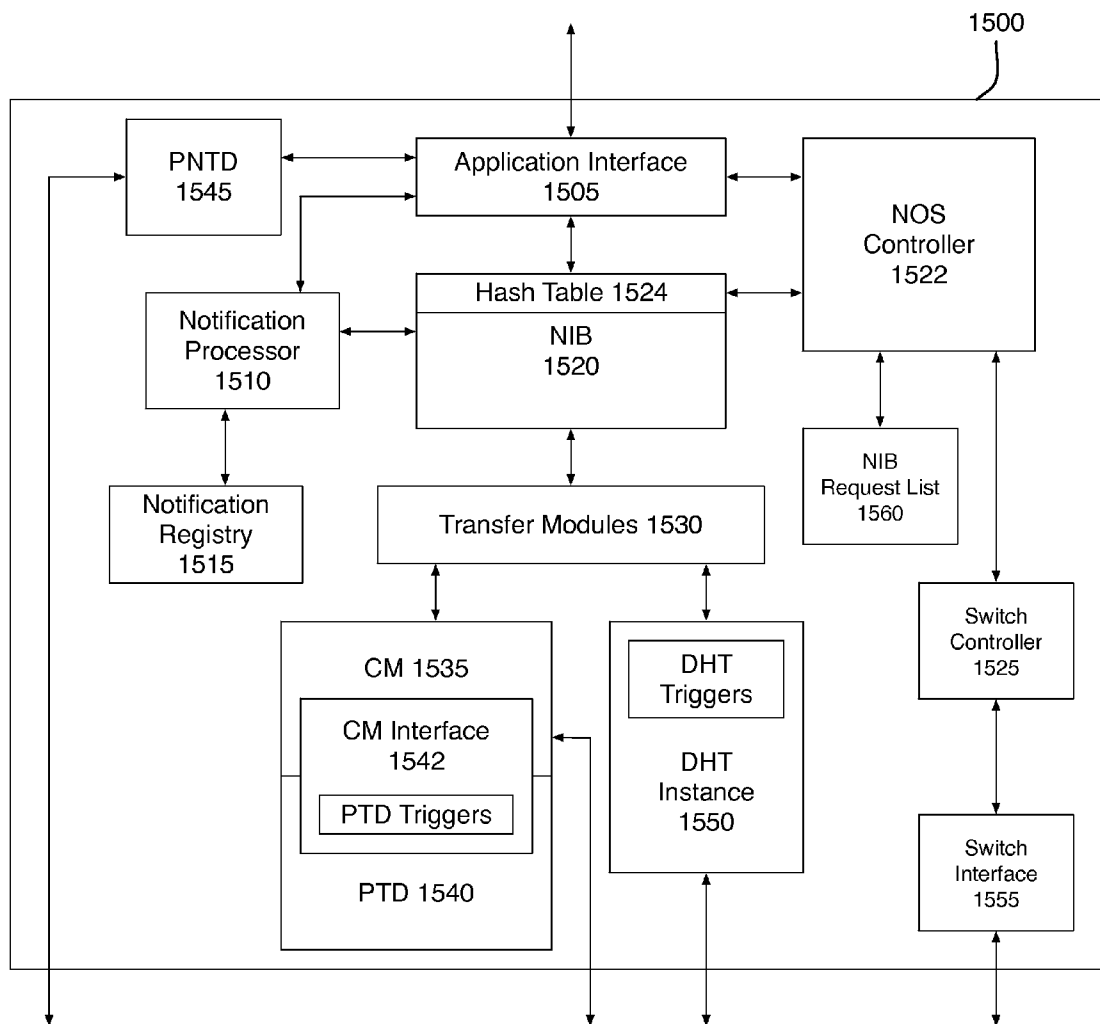 1500
PNTD
1545
Application Interface
1505
NOS
Controller
1522
Hash Table 1524
NIB
1520
Notification
Processor
1510
NIB
Request List
1560
Notification
Registry
1515
Transfer Modules 1530
Switch
Controller
1525
CM 1535
CM Interface
1542
PTD Triggers
PTD 1540
DHT
Triggers
DHT
Instance
1550
Switch
Interface
1555